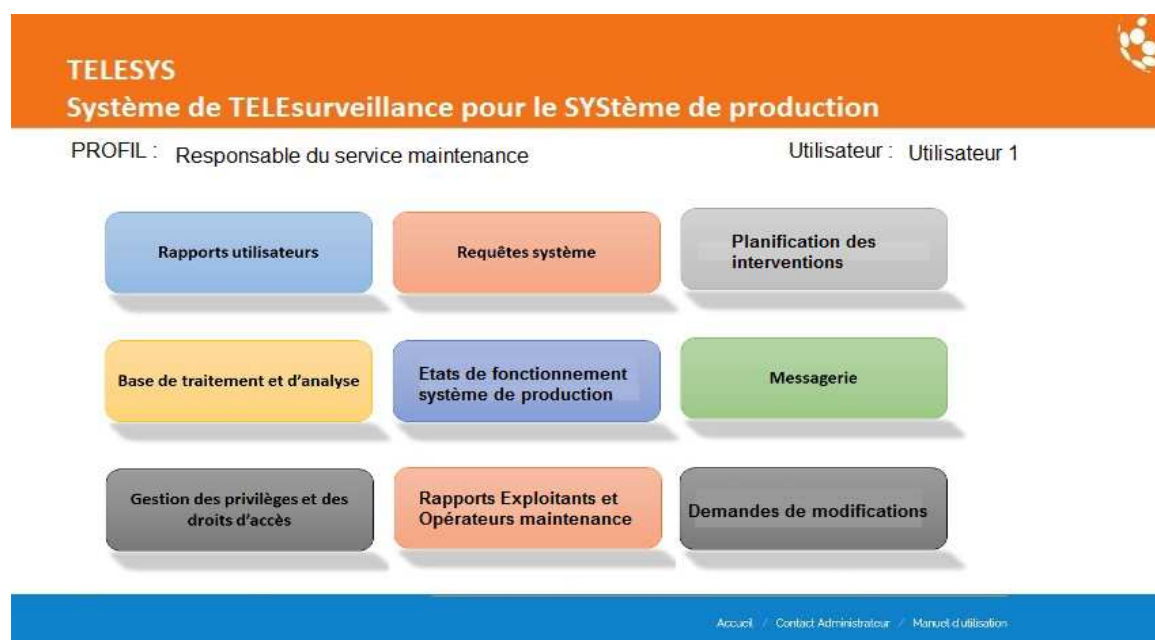 TELESYS
Système de TELEsurveillance pour le SYStème de production
PROFIL : Responsable du service maintenance
Utilisateur : Utilisateur 1
Rapports utilisateurs
Requêtes système
Planification des
interventions
Base de traitement et d'analyse
Etats de fonctionnement
système de production
Messagerie
Gestion des privilèges et des
droits d'accès
Rapports Exploitants et
Opérateurs maintenance
Demandes de modifications
Accueil / Contact Administrateur / Manuel d'utilisation